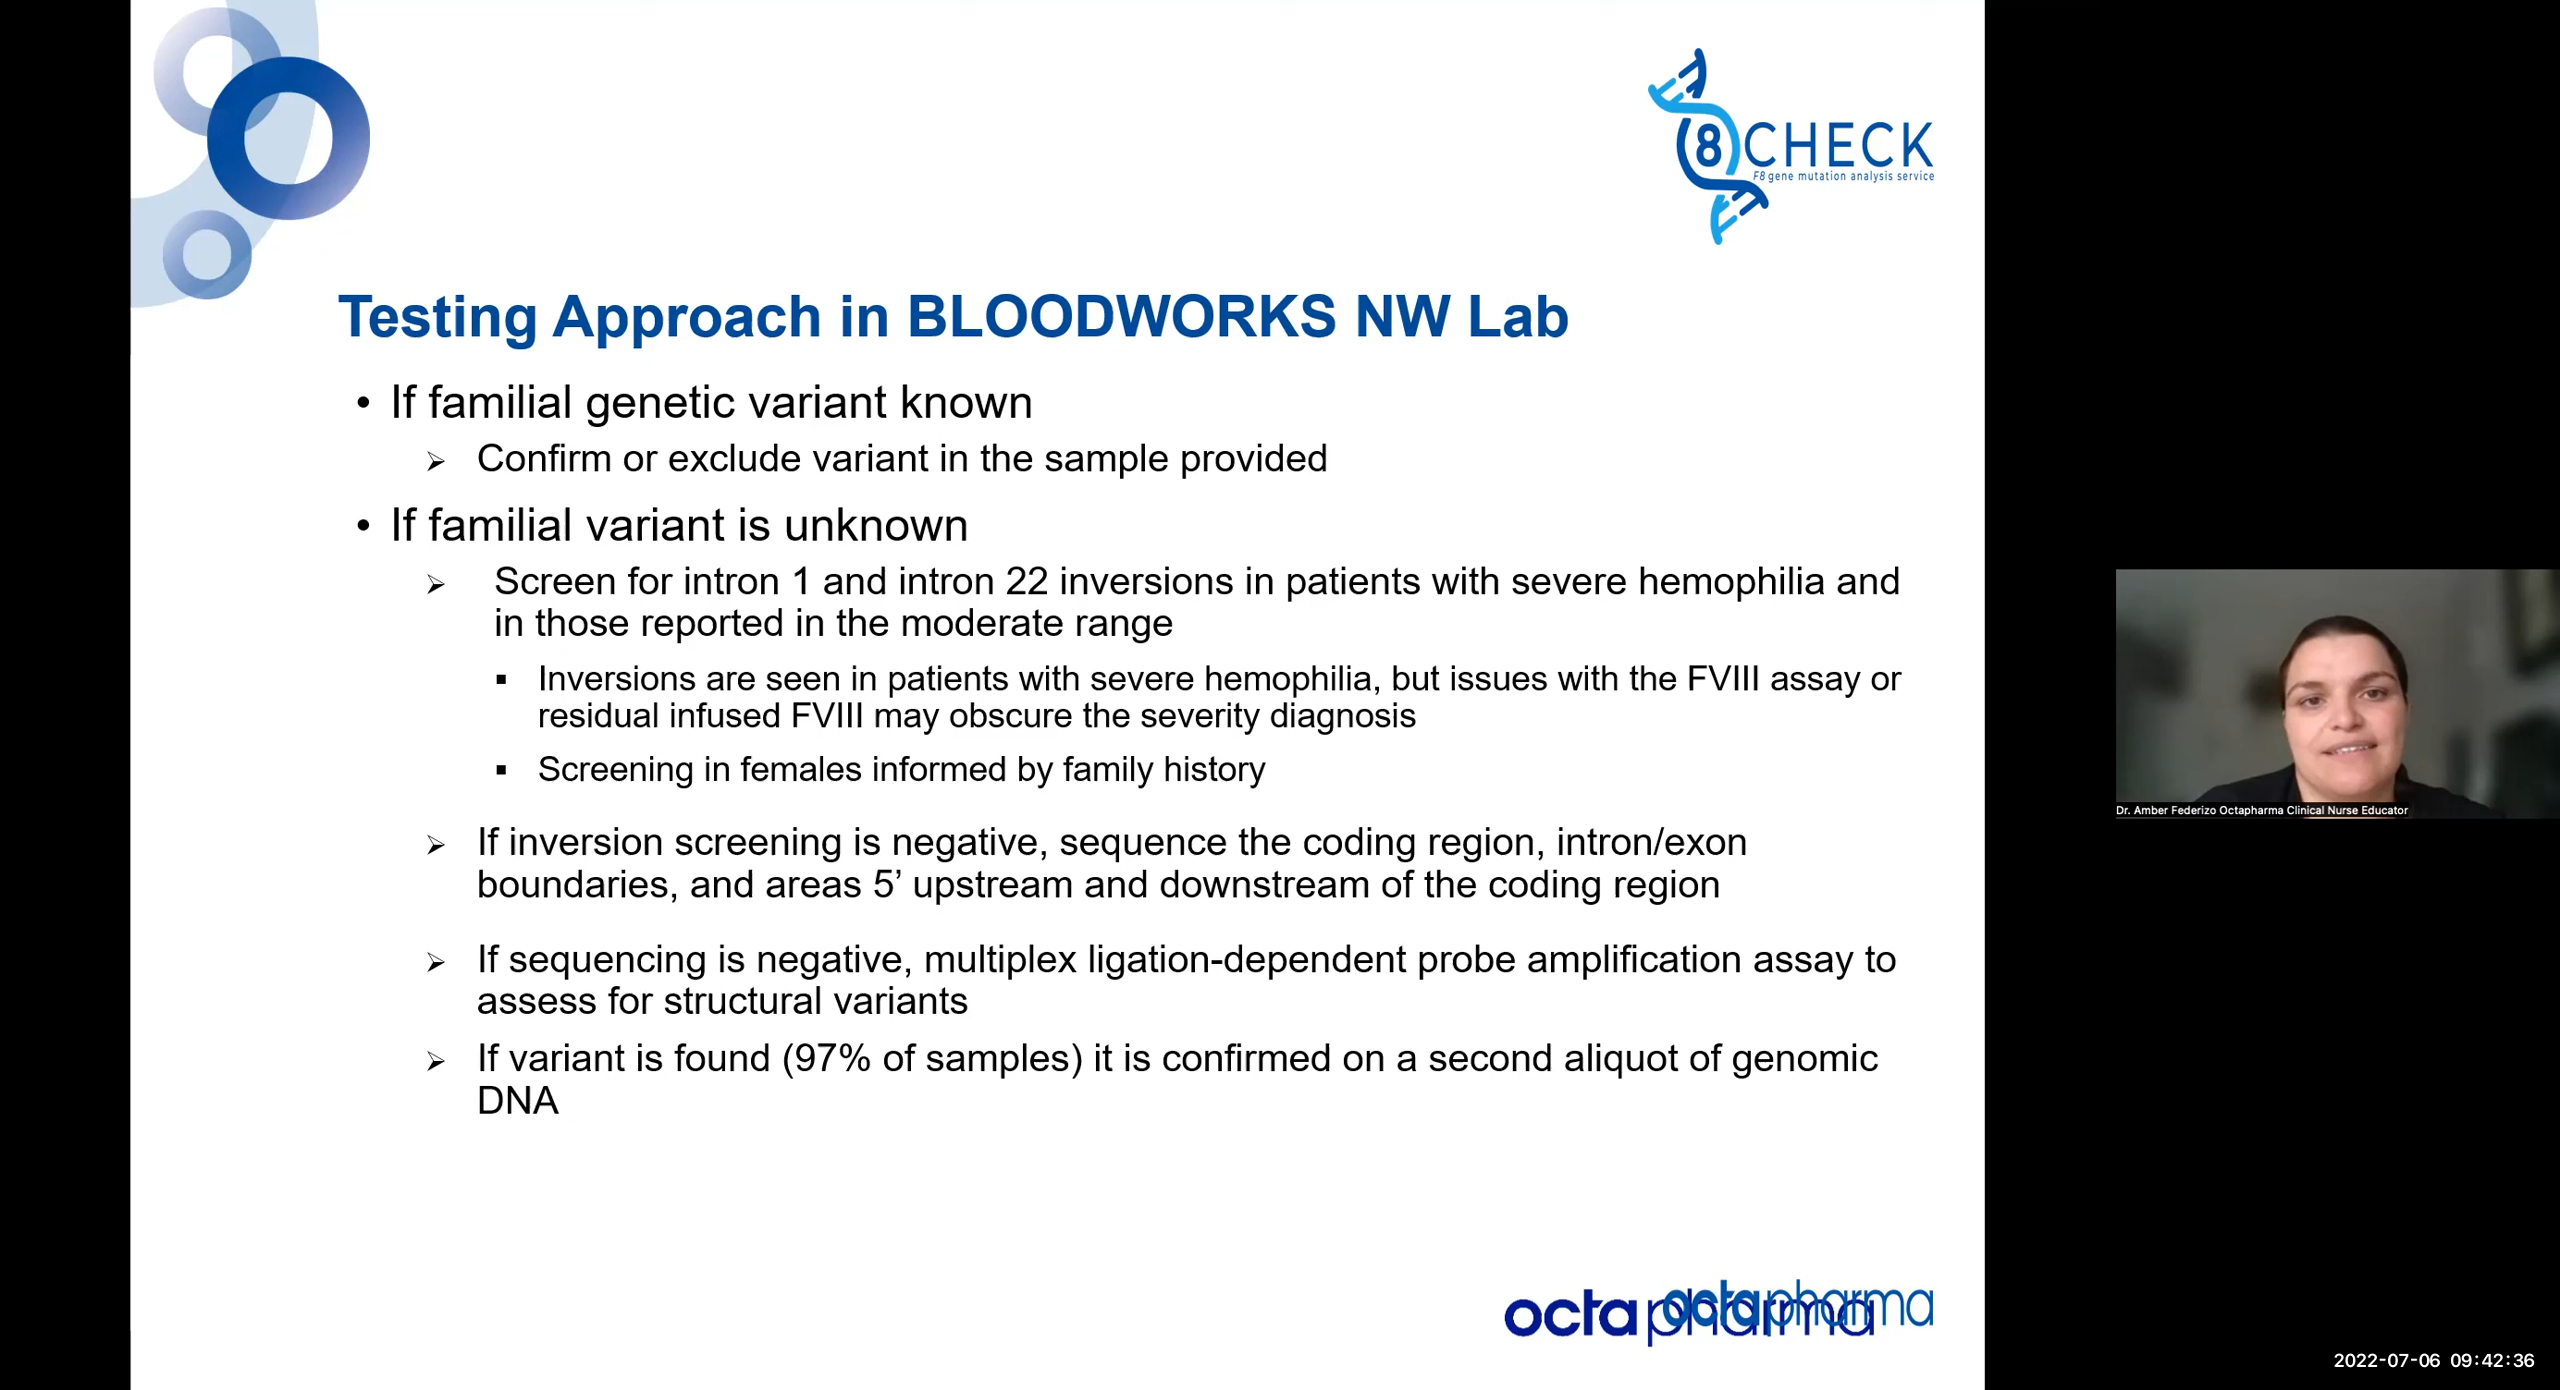 8CHECK
F8 gene mutation analysis service
Testing Approach in BLOODWORKS NW Lab
• If familial genetic variant known
➢ Confirm or exclude variant in the sample provided
• If familial variant is unknown
➢ Screen for intron 1 and intron 22 inversions in patients with severe hemophilia and
in those reported in the moderate range
▪ Inversions are seen in patients with severe hemophilia, but issues with the FVIII assay or
residual infused FVIII may obscure the severity diagnosis
▪ Screening in females informed by family history
➢ If inversion screening is negative, sequence the coding region, intron/exon
boundaries, and areas 5’ upstream and downstream of the coding region
➢ If sequencing is negative, multiplex ligation-dependent probe amplification assay to
assess for structural variants
➢ If variant is found (97% of samples) it is confirmed on a second aliquot of genomic
DNA
Dr. Amber Federizo Octapharma Clinical Nurse Educator
octapharma
octapharma
2022-07-06 09:42:36